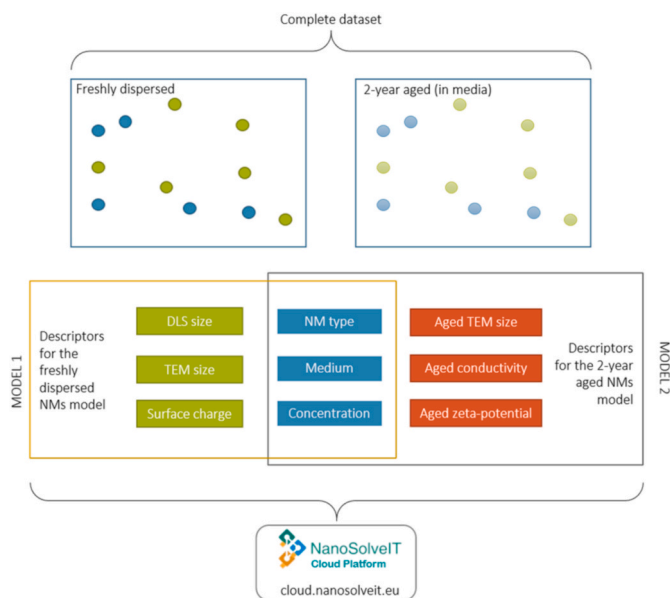 Complete dataset
Freshly dispersed
2-year aged (in media)
MODEL 1
Descriptors
for the
freshly
dispersed
NMs model
DLS size
TEM size
Surface charge
NM type
Medium
Concentration
Aged TEM size
Aged conductivity
Aged zeta-potential
Descriptors
for the 2-year
aged NMs
model
MODEL 2
NanoSolveIT
Cloud Platform
cloud.nanosolveit.eu